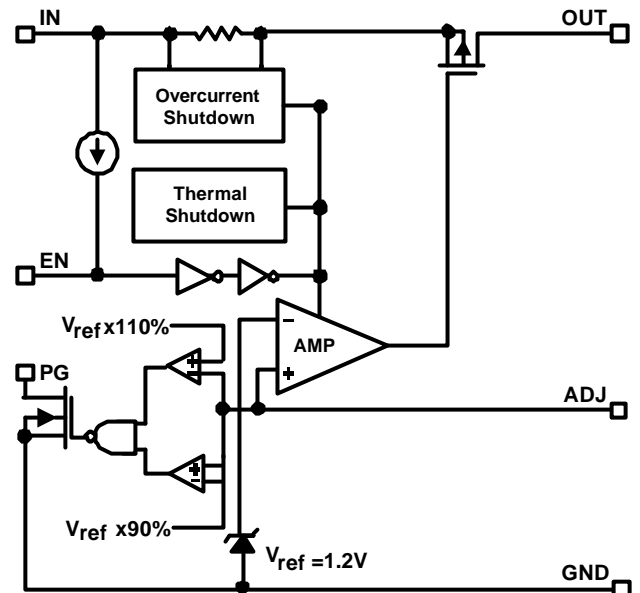 IN
OUT
Overcurrent
Shutdown
Thermal
Shutdown
EN
Vref x110%
−
AMP
+
PG
+
−
ADJ
+
−
Vref x90%
Vref =1.2V
GND